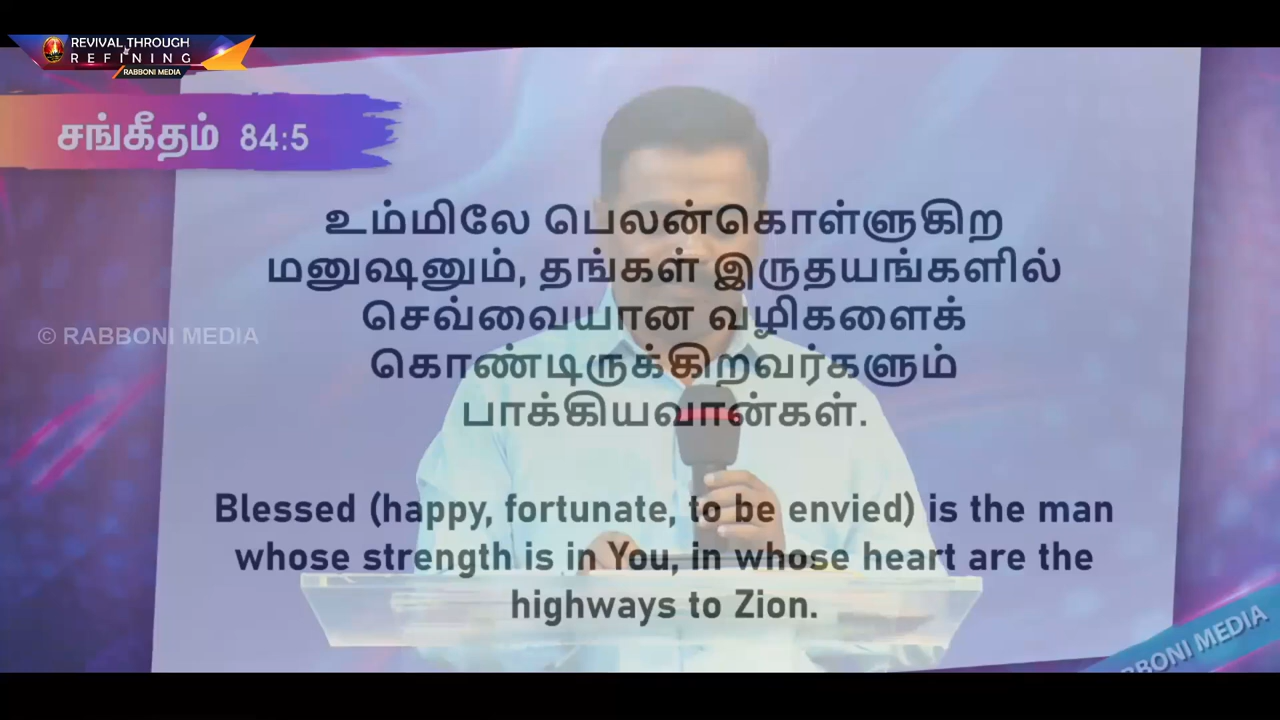 REVIVAL THROUGH
REFINING
RABBONI MEDIA
சங்கீதம் 84:5
உம்மிலே பெலன்கொள்ளுகிற
மனுஷனும், தங்கள் இருதயங்களில்
செவ்வையான வழிகளைக்
கொண்டிருக்கிறவர்களும்
பாக்கியவான்கள்.
© RABBONI MEDIA
Blessed (happy, fortunate, to be envied) is the man
whose strength is in You, in whose heart are the
highways to Zion.
BBONI MEDIA